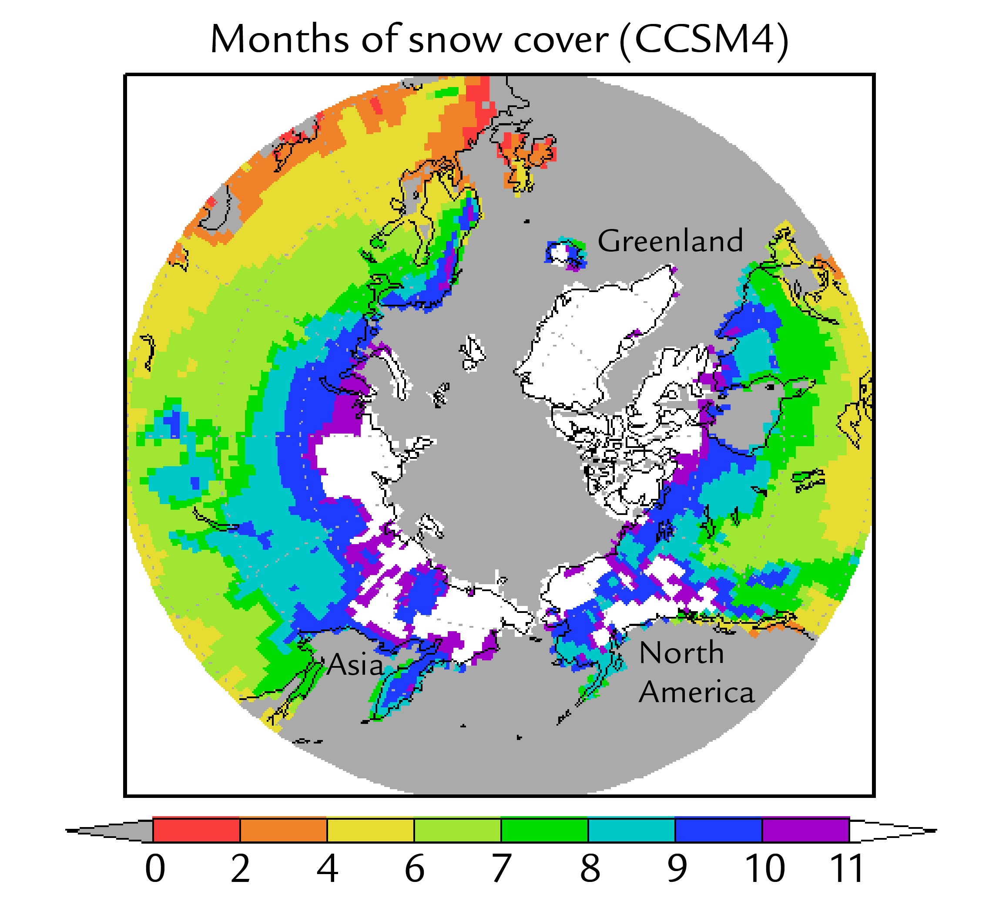 Months of snow cover (CCSM4)
Greenland
Asia
North
America
0 2 4 6 7 8 9 10 11